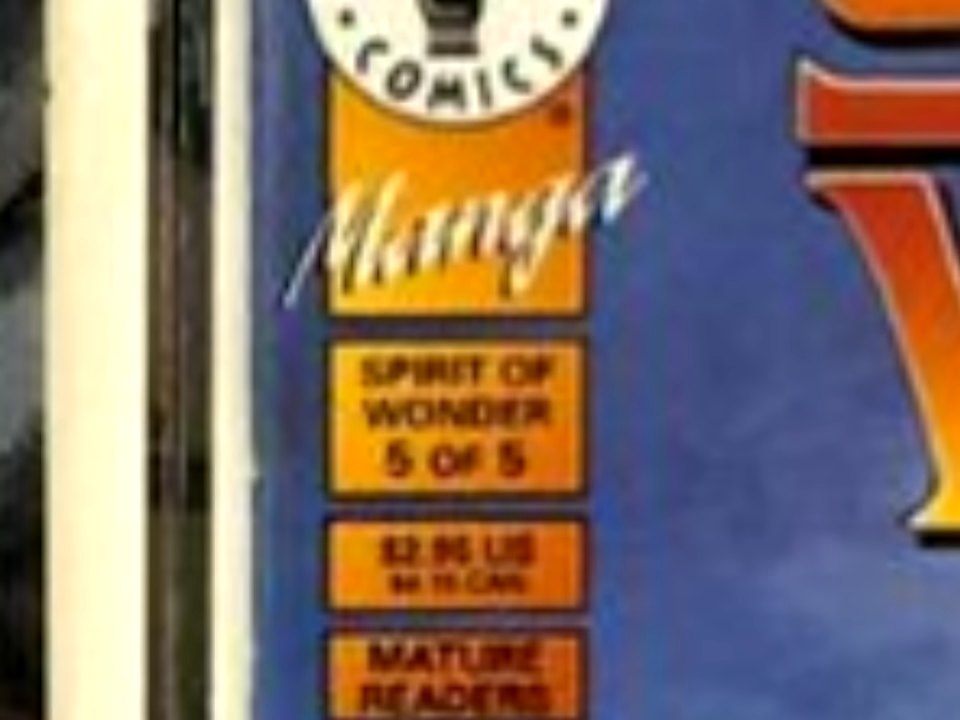 COMICS
Manga
SPIRIT OF
WONDER
5 OF 5
$2.95 US
MATURE
READERS